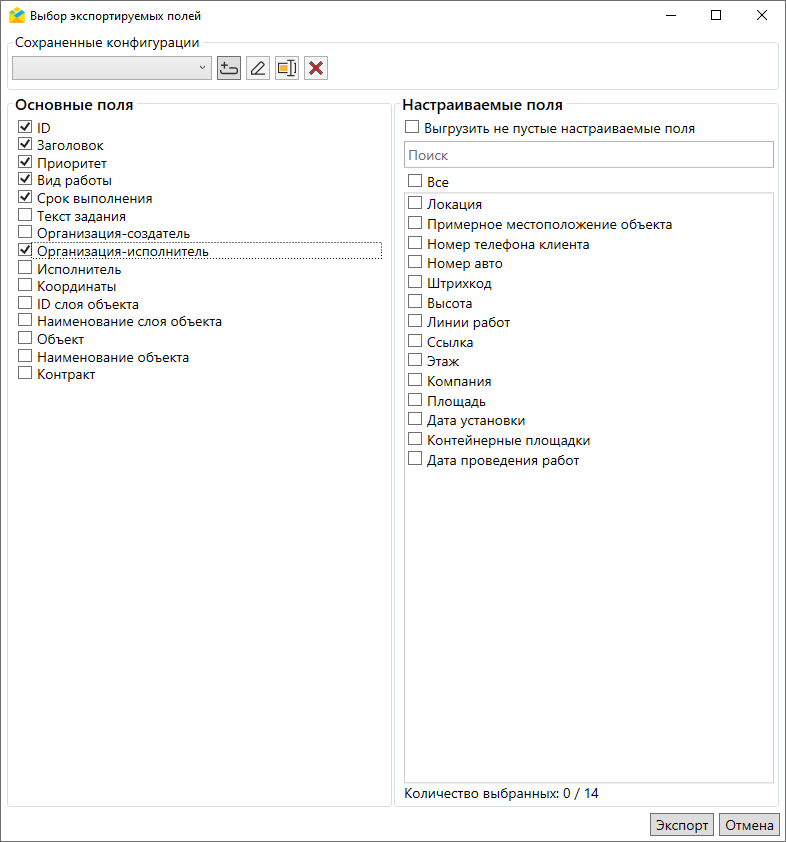 Выбор экспортируемых полей
Сохраненные конфигурации
Основные поля
ID
Заголовок
Приоритет
Вид работы
Срок выполнения
Текст задания
Организация-создатель
Организация-исполнитель
Исполнитель
Координаты
ID слоя объекта
Наименование слоя объекта
Объект
Наименование объекта
Контракт
Настраиваемые поля
Выгрузить не пустые настраиваемые поля
Поиск
Все
Локация
Примерное местоположение объекта
Номер телефона клиента
Номер авто
Штрихкод
Высота
Линии работ
Ссылка
Этаж
Компания
Площадь
Дата установки
Контейнерные площадки
Дата проведения работ
Количество выбранных: 0 / 14
Экспорт
Отмена